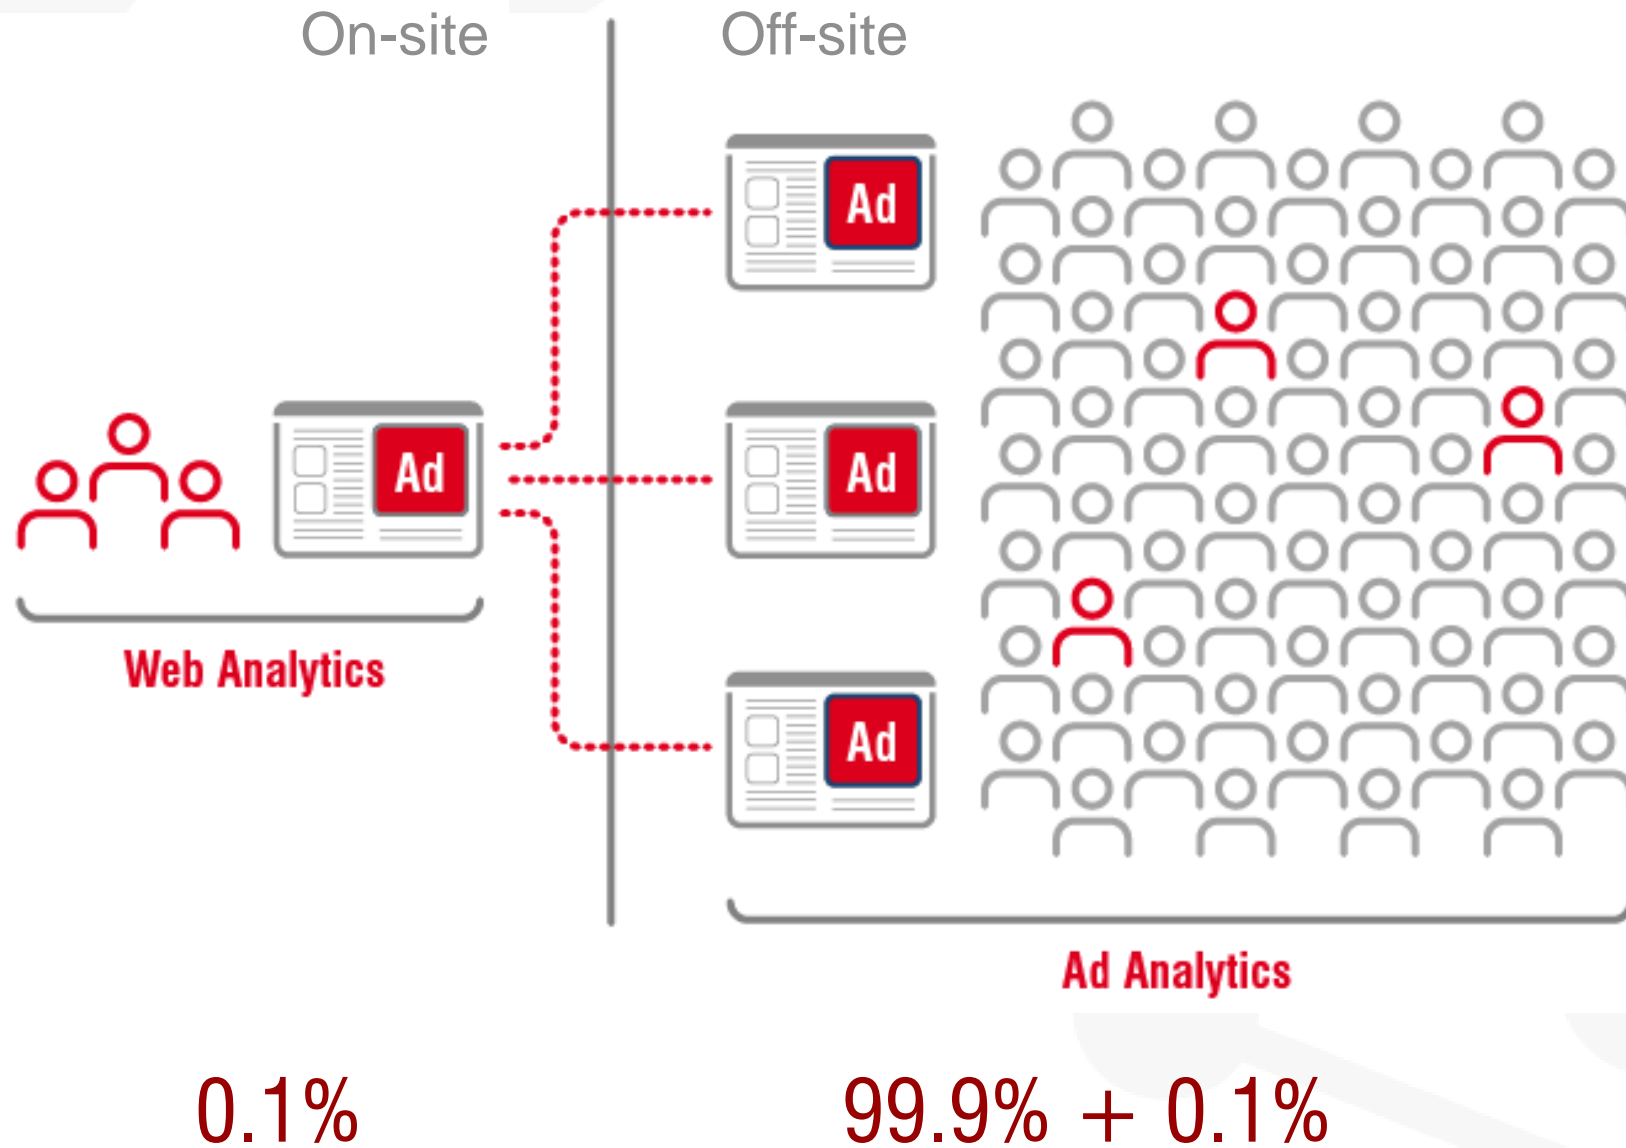 On-site
Off-site
Ad
Ad
Ad
Ad
Web Analytics
Ad Analytics
0.1%
99.9% + 0.1%